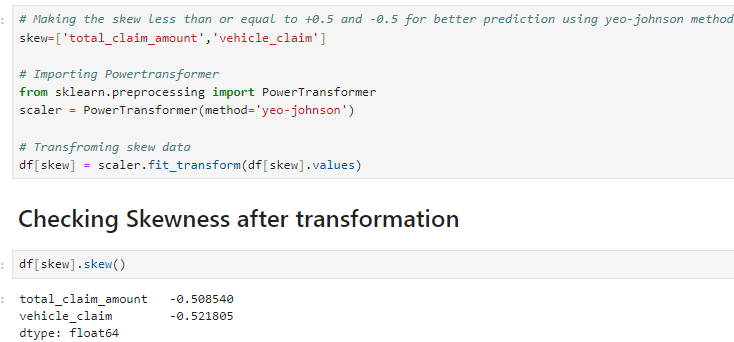 # Making the skew less than or equal to +0.5 and -0.5 for better prediction using yeo-johnson method
skew=['total_claim_amount','vehicle_claim']
# Importing Powertransformer
from sklearn.preprocessing import PowerTransformer
scaler = PowerTransformer(method='yeo-johnson')
# Transfroming skew data
df[skew] = scaler.fit_transform(df[skew].values)
Checking Skewness after transformation
df[skew].skew()
total_claim_amount   -0.508540
vehicle_claim        -0.521805
dtype: float64